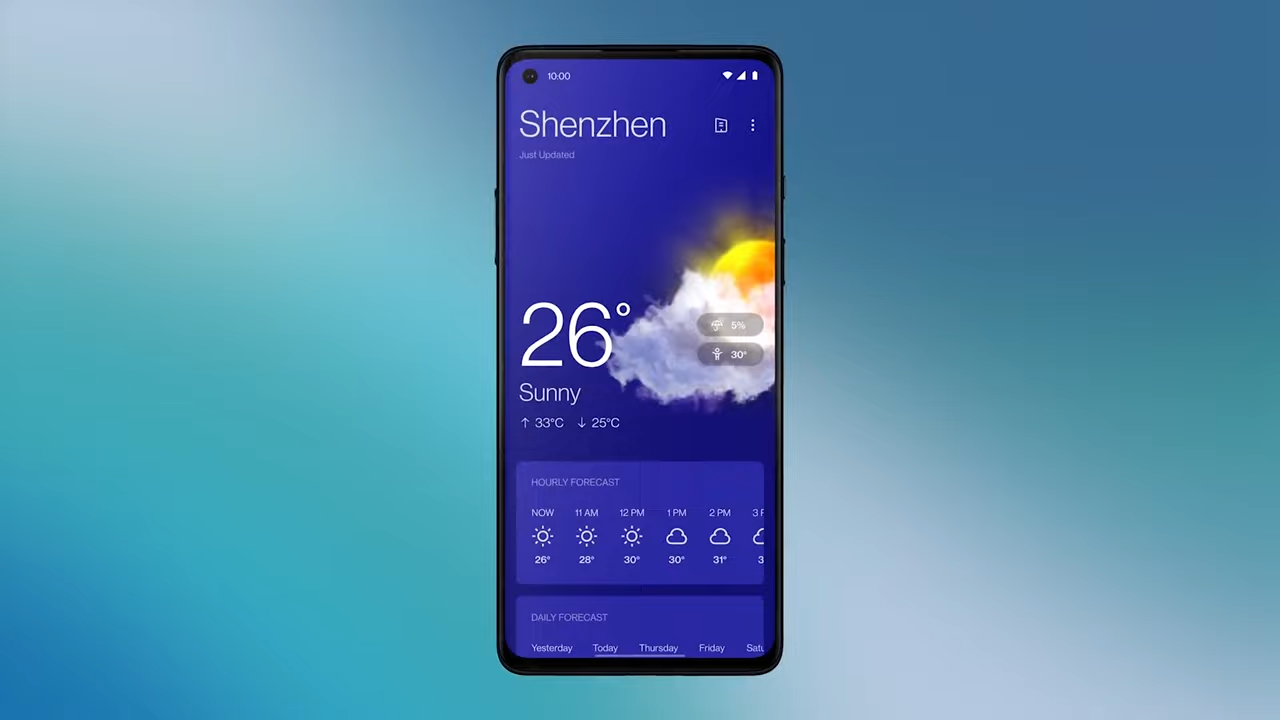 10:00
Shenzhen
Just Updated
26°
5%
30°
Sunny
↑ 33°C ↓ 25°C
HOURLY FORECAST
NOW 11 AM 12 PM 1 PM 2 PM
26° 28° 30° 30° 31°
DAILY FORECAST
Yesterday Today Thursday Friday